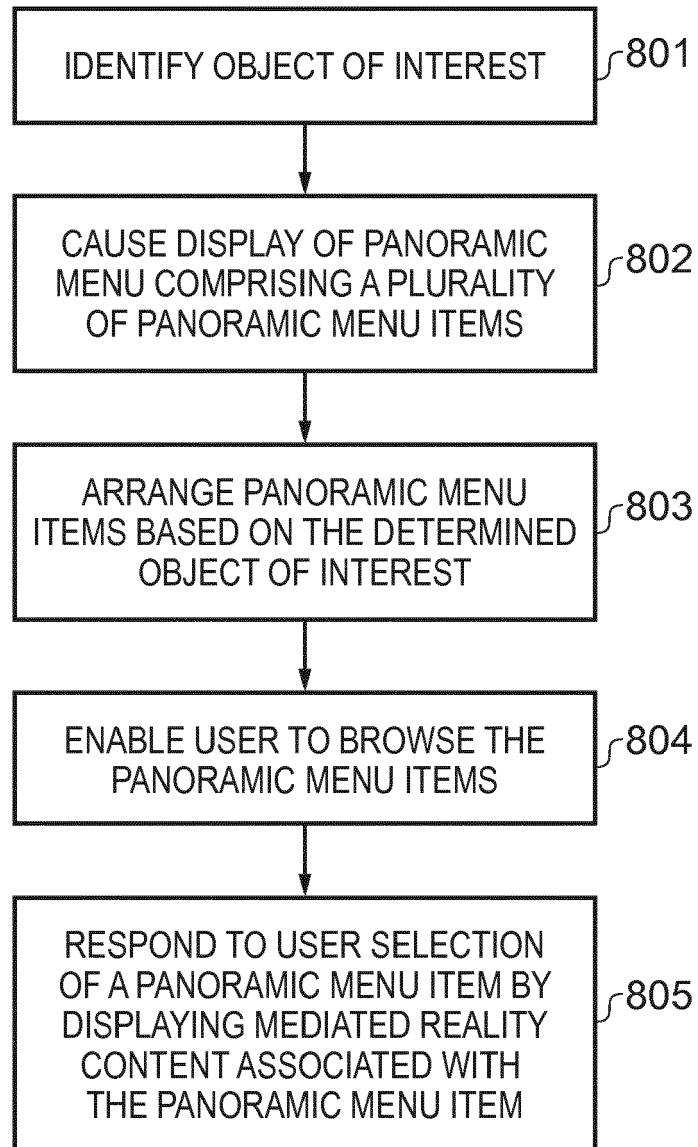 IDENTIFY OBJECT OF INTEREST
801
CAUSE DISPLAY OF PANORAMIC
MENU COMPRISING A PLURALITY
OF PANORAMIC MENU ITEMS
802
ARRANGE PANORAMIC MENU
ITEMS BASED ON THE DETERMINED
OBJECT OF INTEREST
803
ENABLE USER TO BROWSE THE
PANORAMIC MENU ITEMS
804
RESPOND TO USER SELECTION
OF A PANORAMIC MENU ITEM BY
DISPLAYING MEDIATED REALITY
CONTENT ASSOCIATED WITH
THE PANORAMIC MENU ITEM
805